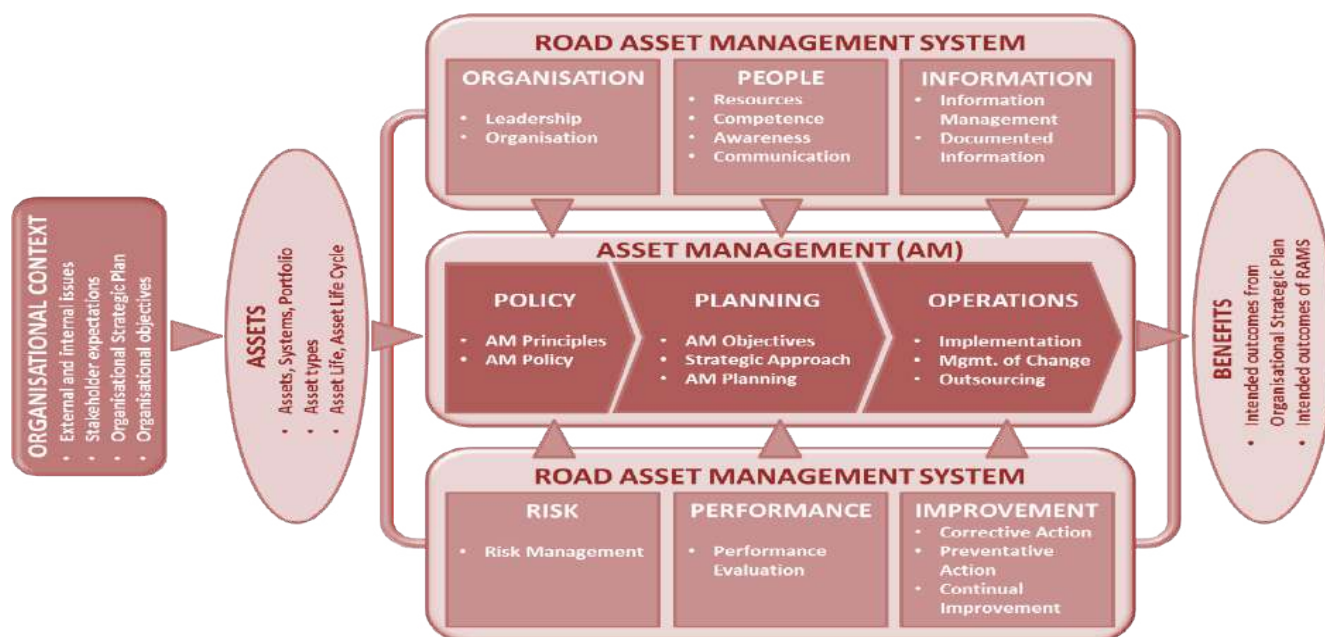 ORGANISATIONAL CONTEXT
• External and internal issues
• Stakeholder expectations
• Organisational Strategic Plan
• Organisational objectives
ASSETS
• Assets, Systems, Portfolio
• Asset types
• Asset Life, Asset Life Cycle
ROAD ASSET MANAGEMENT SYSTEM
ORGANISATION
• Leadership
• Organisation
PEOPLE
• Resources
• Competence
• Awareness
• Communication
INFORMATION
• Information
Management
• Documented
Information
ASSET MANAGEMENT (AM)
POLICY
• AM Principles
• AM Policy
PLANNING
• AM Objectives
• Strategic Approach
• AM Planning
OPERATIONS
• Implementation
• Mgmt. of Change
• Outsourcing
ROAD ASSET MANAGEMENT SYSTEM
RISK
• Risk Management
PERFORMANCE
• Performance
Evaluation
IMPROVEMENT
• Corrective Action
• Preventative
Action
• Continual
Improvement
BENEFITS
• Intended outcomes from
Organisational Strategic Plan
• Intended outcomes of RAMS